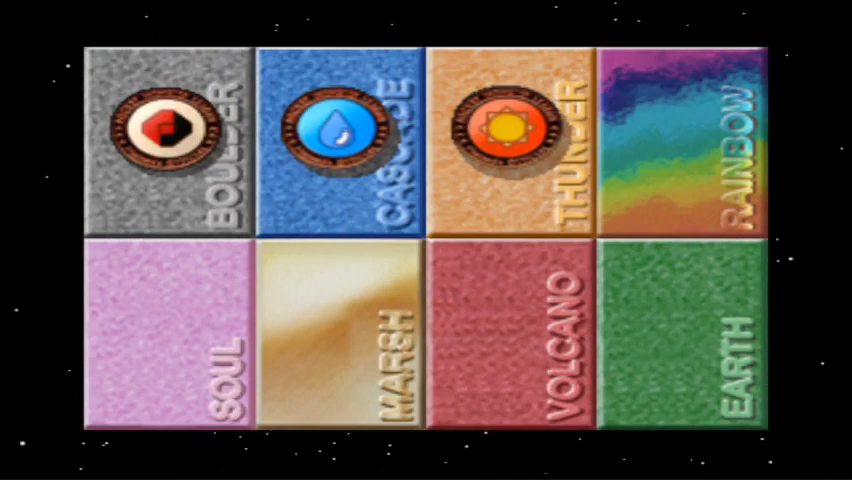 BOULDER
CASCADE
THUNDER
RAINBOW
SOUL
MARSH
VOLCANO
EARTH